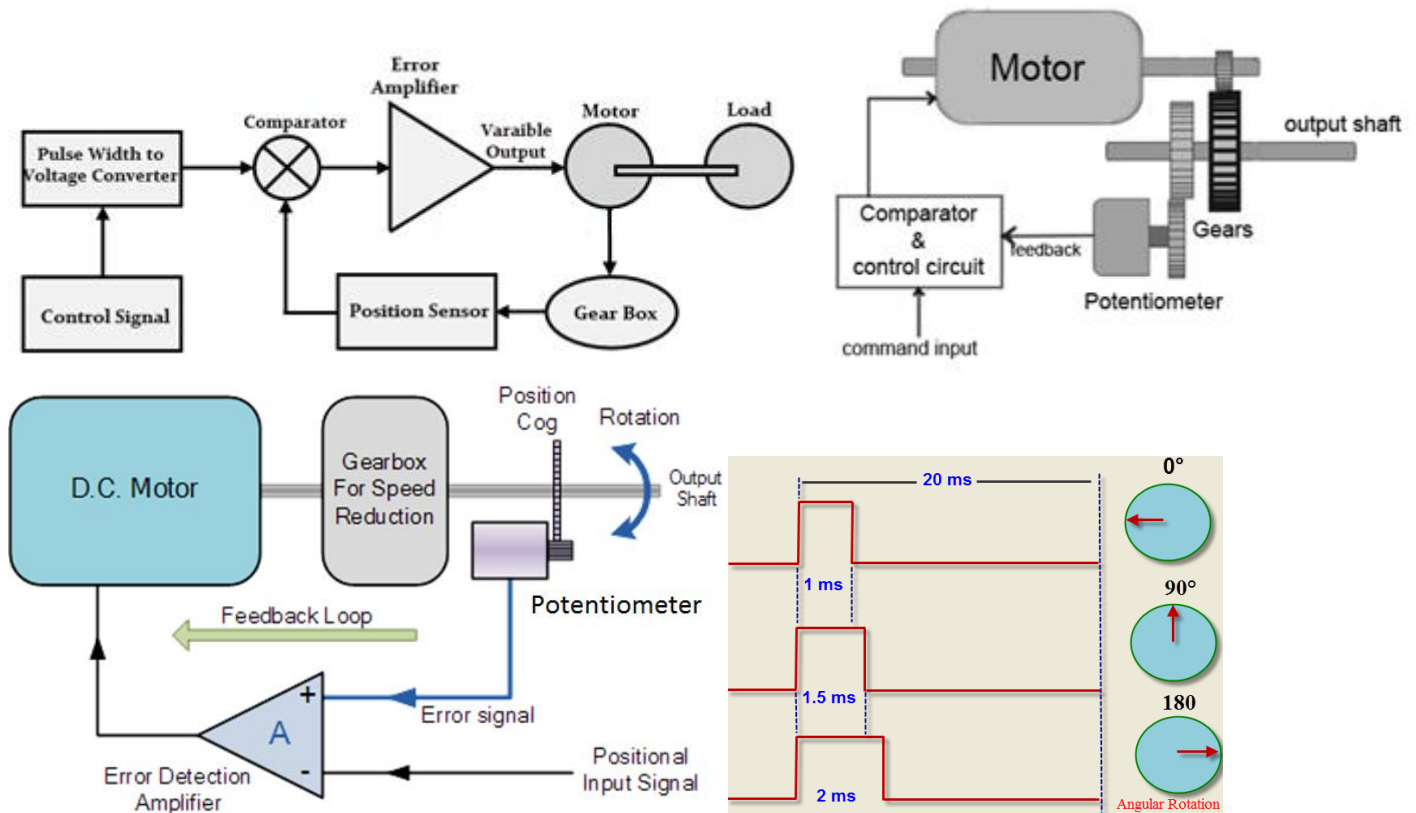 Error
Amplifier
Comparator
Motor
Load
Varaible
Output
Pulse Width to
Voltage Converter
Control Signal
Position Sensor
Gear Box
Motor
output shaft
Comparator
&
control circuit
feedback
Gears
Potentiometer
command input
D.C. Motor
Gearbox
For Speed
Reduction
Position
Cog
Rotation
Output
Shaft
Potentiometer
Feedback Loop
+
A
-
Error signal
Error Detection
Amplifier
Positional
Input Signal
20 ms
0°
1 ms
90°
1.5 ms
180
2 ms
Angular Rotation